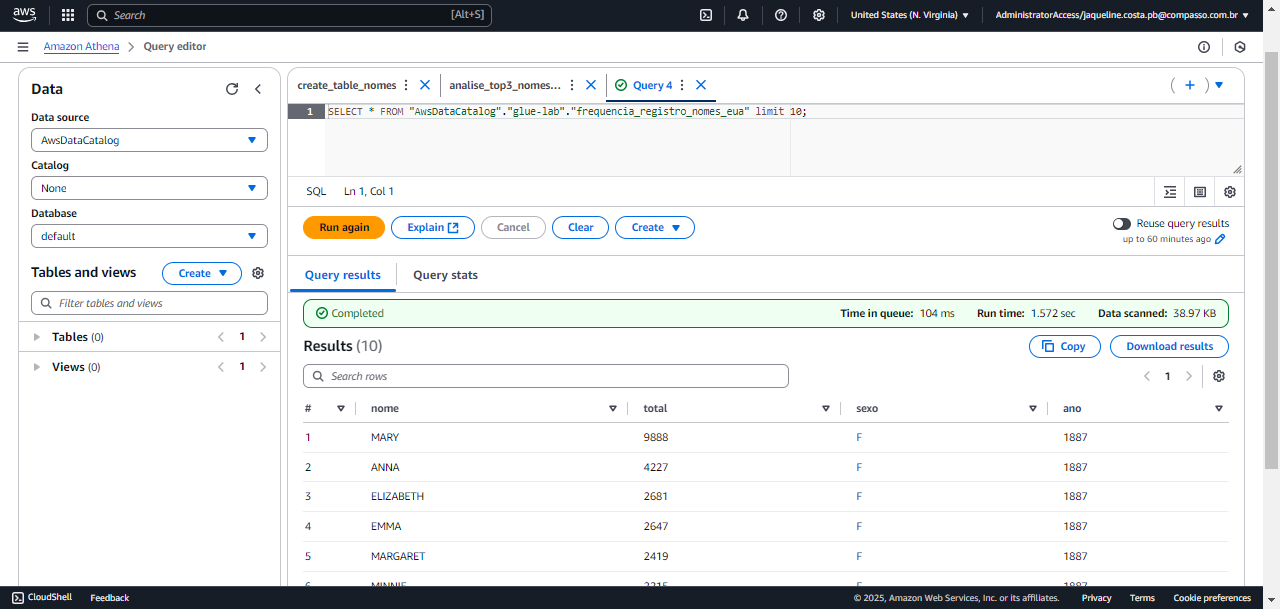 aws Search [Alt+S] United States (N. Virginia) AdministratorAccess/jaqueline.costa.pb@compasso.com.br
Amazon Athena Query editor
Data
Data source
AwsDataCatalog
Catalog
None
Database
default
Tables and views Create
Filter tables and views
Tables (0) 1
Views (0) 1
create_table_nomes analise_top3_nomes... Query 4
1 SELECT * FROM "AwsDataCatalog"."glue-lab"."frequencia_registro_nomes_eua" limit 10;
SQL Ln 1, Col 1
Run again Explain Cancel Clear Create Reuse query results
up to 60 minutes ago
Query results Query stats
Completed Time in queue: 104 ms Run time: 1.572 sec Data scanned: 38.97 KB
Results (10) Copy Download results
Search rows 1
# nome total sexo ano
1 MARY 9888 F 1887
2 ANNA 4227 F 1887
3 ELIZABETH 2681 F 1887
4 EMMA 2647 F 1887
5 MARGARET 2419 F 1887
6 MINNIE F 1887
CloudShell Feedback © 2025, Amazon Web Services, Inc. or its affiliates. Privacy Terms Cookie preferences